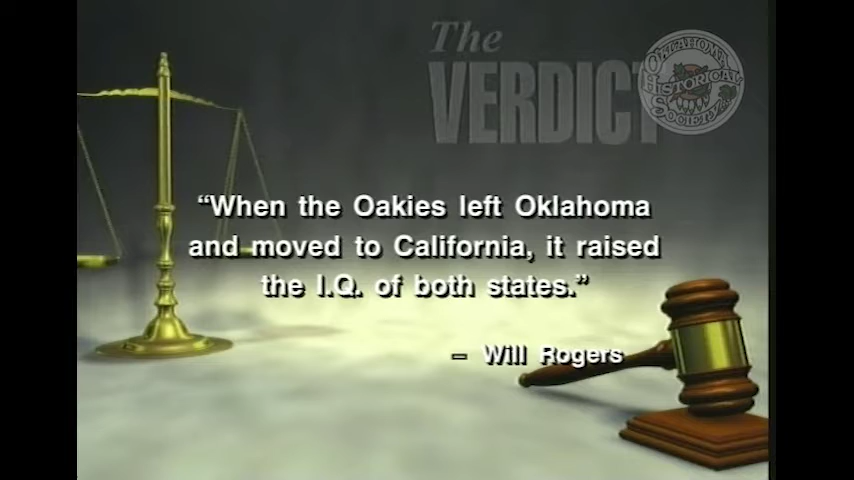 The
VERDICT
OKLAHOMA
HISTORICAL
SOCIETY
“When the Oakies left Oklahoma
and moved to California, it raised
the I.Q. of both states.”
– Will Rogers